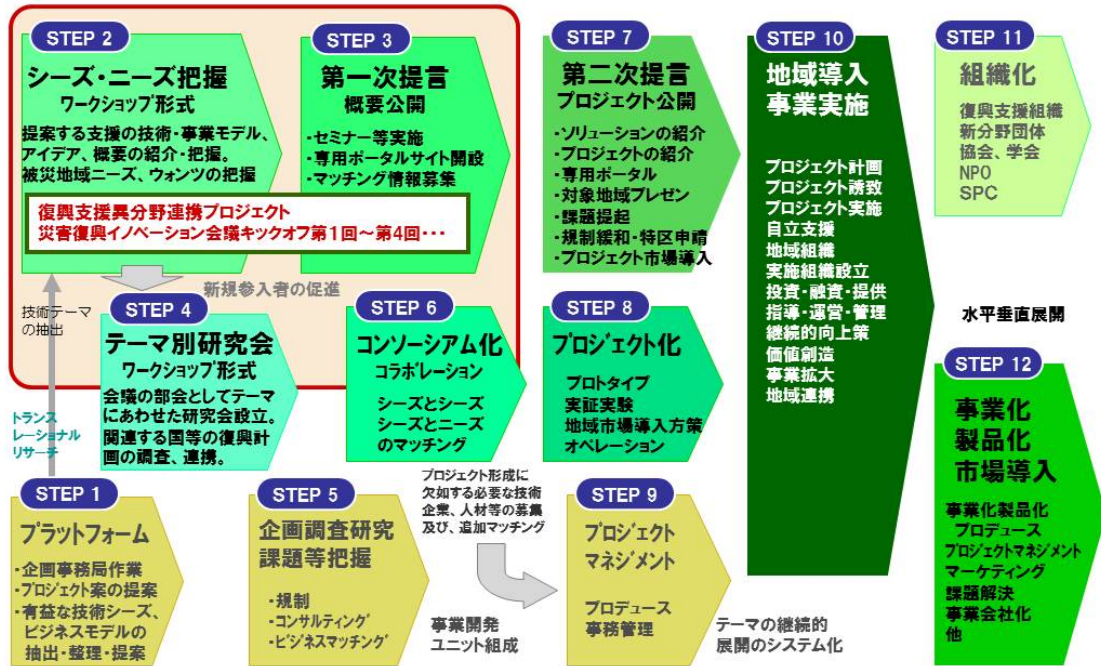 STEP 2
シーズ・ニーズ把握
ワークショップ形式
提案する支援の技術・事業モデル、
アイデア、概要の紹介・把握。
被災地域ニーズ、ウォンツの把握
STEP 3
第一次提言
概要公開
・セミナー等実施
・専用ポータルサイト開設
・マッチング情報募集
復興支援異分野連携プロジェクト
災害復興イノベーション会議キックオフ第1回～第4回・・・
STEP 7
第二次提言
プロジェクト公開
・ソリューションの紹介
・プロジェクトの紹介
・専用ポータル
・対象地域プレゼン
・課題提起
・規制緩和・特区申請
・プロジェクト市場導入
STEP 10
地域導入
事業実施
プロジェクト計画
プロジェクト誘致
プロジェクト実施
自立支援
地域組織
実施組織設立
投資・融資・提供
指導・運営・管理
継続的向上策
価値創造
事業拡大
地域連携
STEP 11
組織化
復興支援組織
新分野団体
協会、学会
NPO
SPC
技術テーマ
の抽出
新規参入者の促進
STEP 4
テーマ別研究会
ワークショップ形式
会議の部会としてテーマ
にあわせた研究会設立。
関連する国等の復興計
画の調査、連携。
STEP 6
コンソーシアム化
コラボレーション
シーズとシーズ
シーズとニーズ
のマッチング
STEP 8
プロジェクト化
プロトタイプ
実証実験
地域市場導入方策
オペレーション
水平垂直展開
トランス
レーショナル
リサーチ
STEP 1
プラットフォーム
・企画事務局作業
・プロジェクト案の提案
・有益な技術シーズ、
ビジネスモデルの
抽出・整理・提案
STEP 5
企画調査研究
課題等把握
・規制
・コンサルティング
・ビジネスマッチング
プロジェクト形成に
欠如する必要な技術
企業、人材等の募集
及び、追加マッチング
事業開発
ユニット組成
STEP 9
プロジェクト
マネジメント
プロデュース
事務管理
テーマの継続的
展開のシステム化
STEP 12
事業化
製品化
市場導入
事業化製品化
プロデュース
プロジェクトマネジメント
マーケティング
課題解決
事業会社化
他